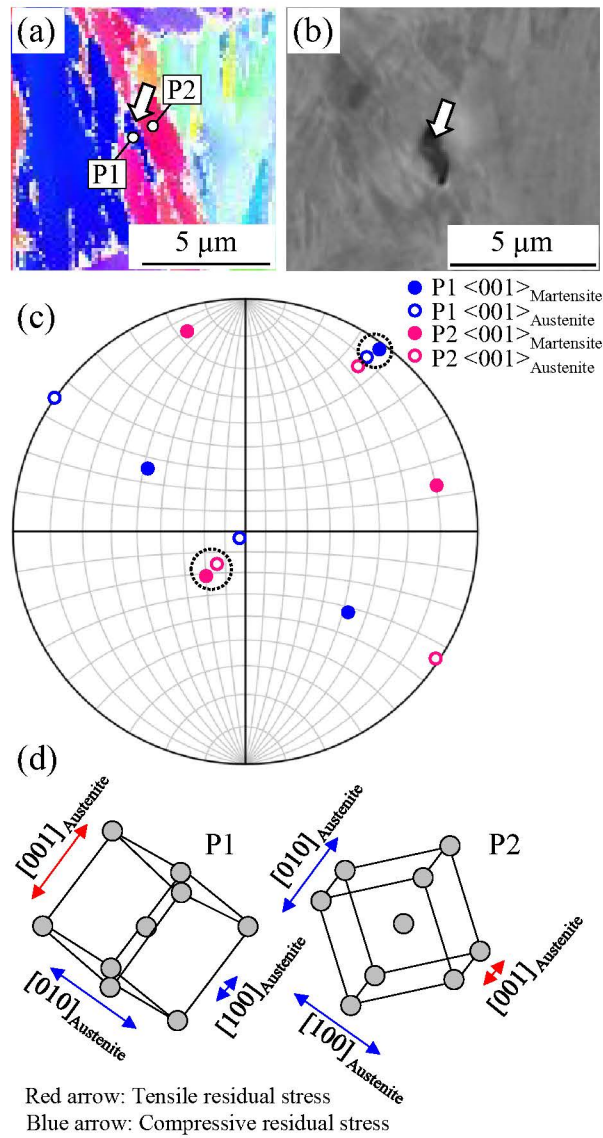 (a)
P2
P1
5 μm
(b)
5 μm
(c)
P1 <001>Martensite
P1 <001>Austenite
P2 <001>Martensite
P2 <001>Austenite
(d)
[001]Austenite
P1
[010]Austenite
[100]Austenite
[010]Austenite
P2
[001]Austenite
[100]Austenite
Red arrow: Tensile residual stress
Blue arrow: Compressive residual stress